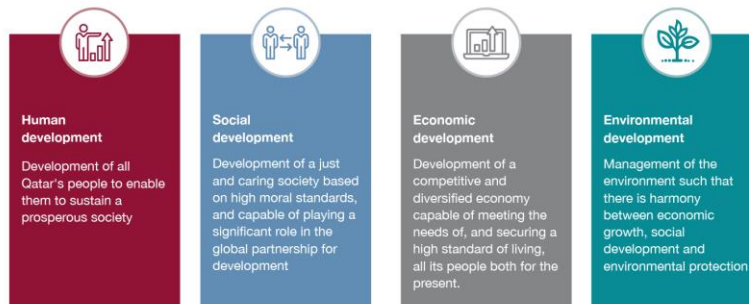 Human
development
Development of all
Qatar's people to enable
them to sustain a
prosperous society
Social
development
Development of a just
and caring society based
on high moral standards,
and capable of playing a
significant role in the
global partnership for
development
Economic
development
Development of a
competitive and
diversified economy
capable of meeting the
needs of, and securing a
high standard of living,
all its people both for the
present.
Environmental
development
Management of the
environment such that
there is harmony
between economic
growth, social
development and
environmental protection